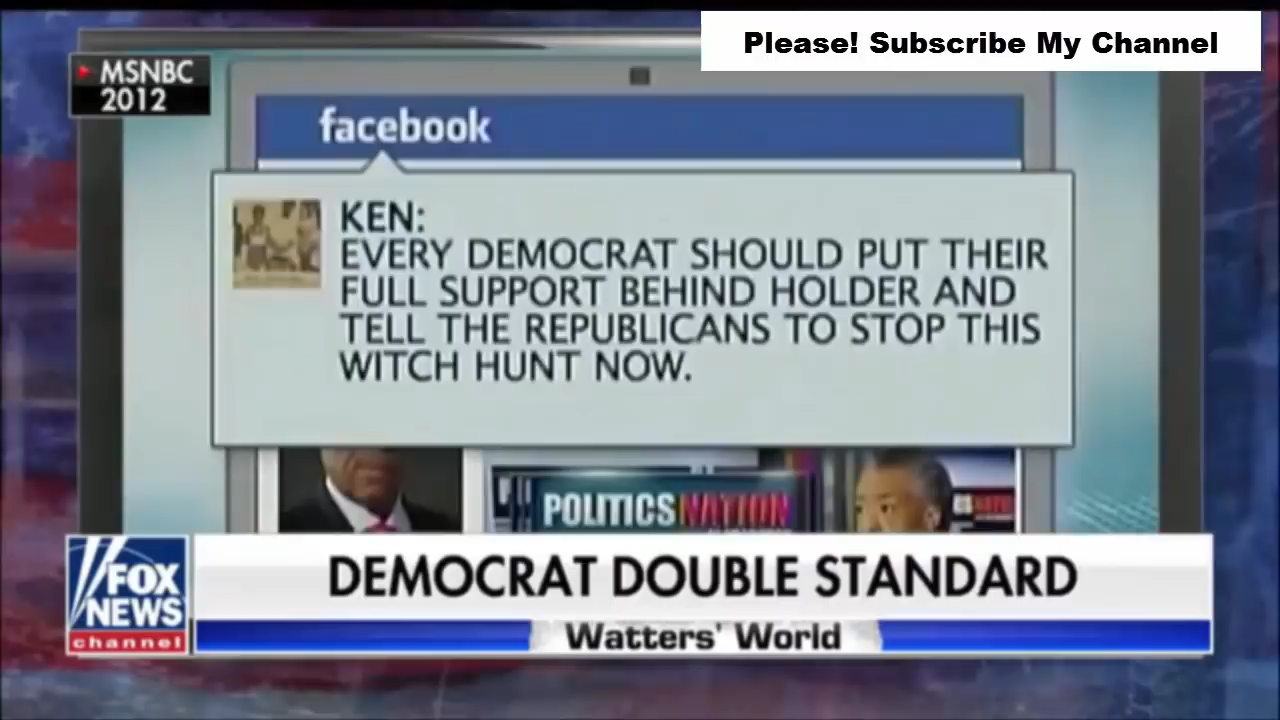 Please! Subscribe My Channel
MSNBC
2012
facebook
KEN:
EVERY DEMOCRAT SHOULD PUT THEIR
FULL SUPPORT BEHIND HOLDER AND
TELL THE REPUBLICANS TO STOP THIS
WITCH HUNT NOW.
POLITICS NATION
DEMOCRAT DOUBLE STANDARD
FOX
NEWS
channel
Watters' World